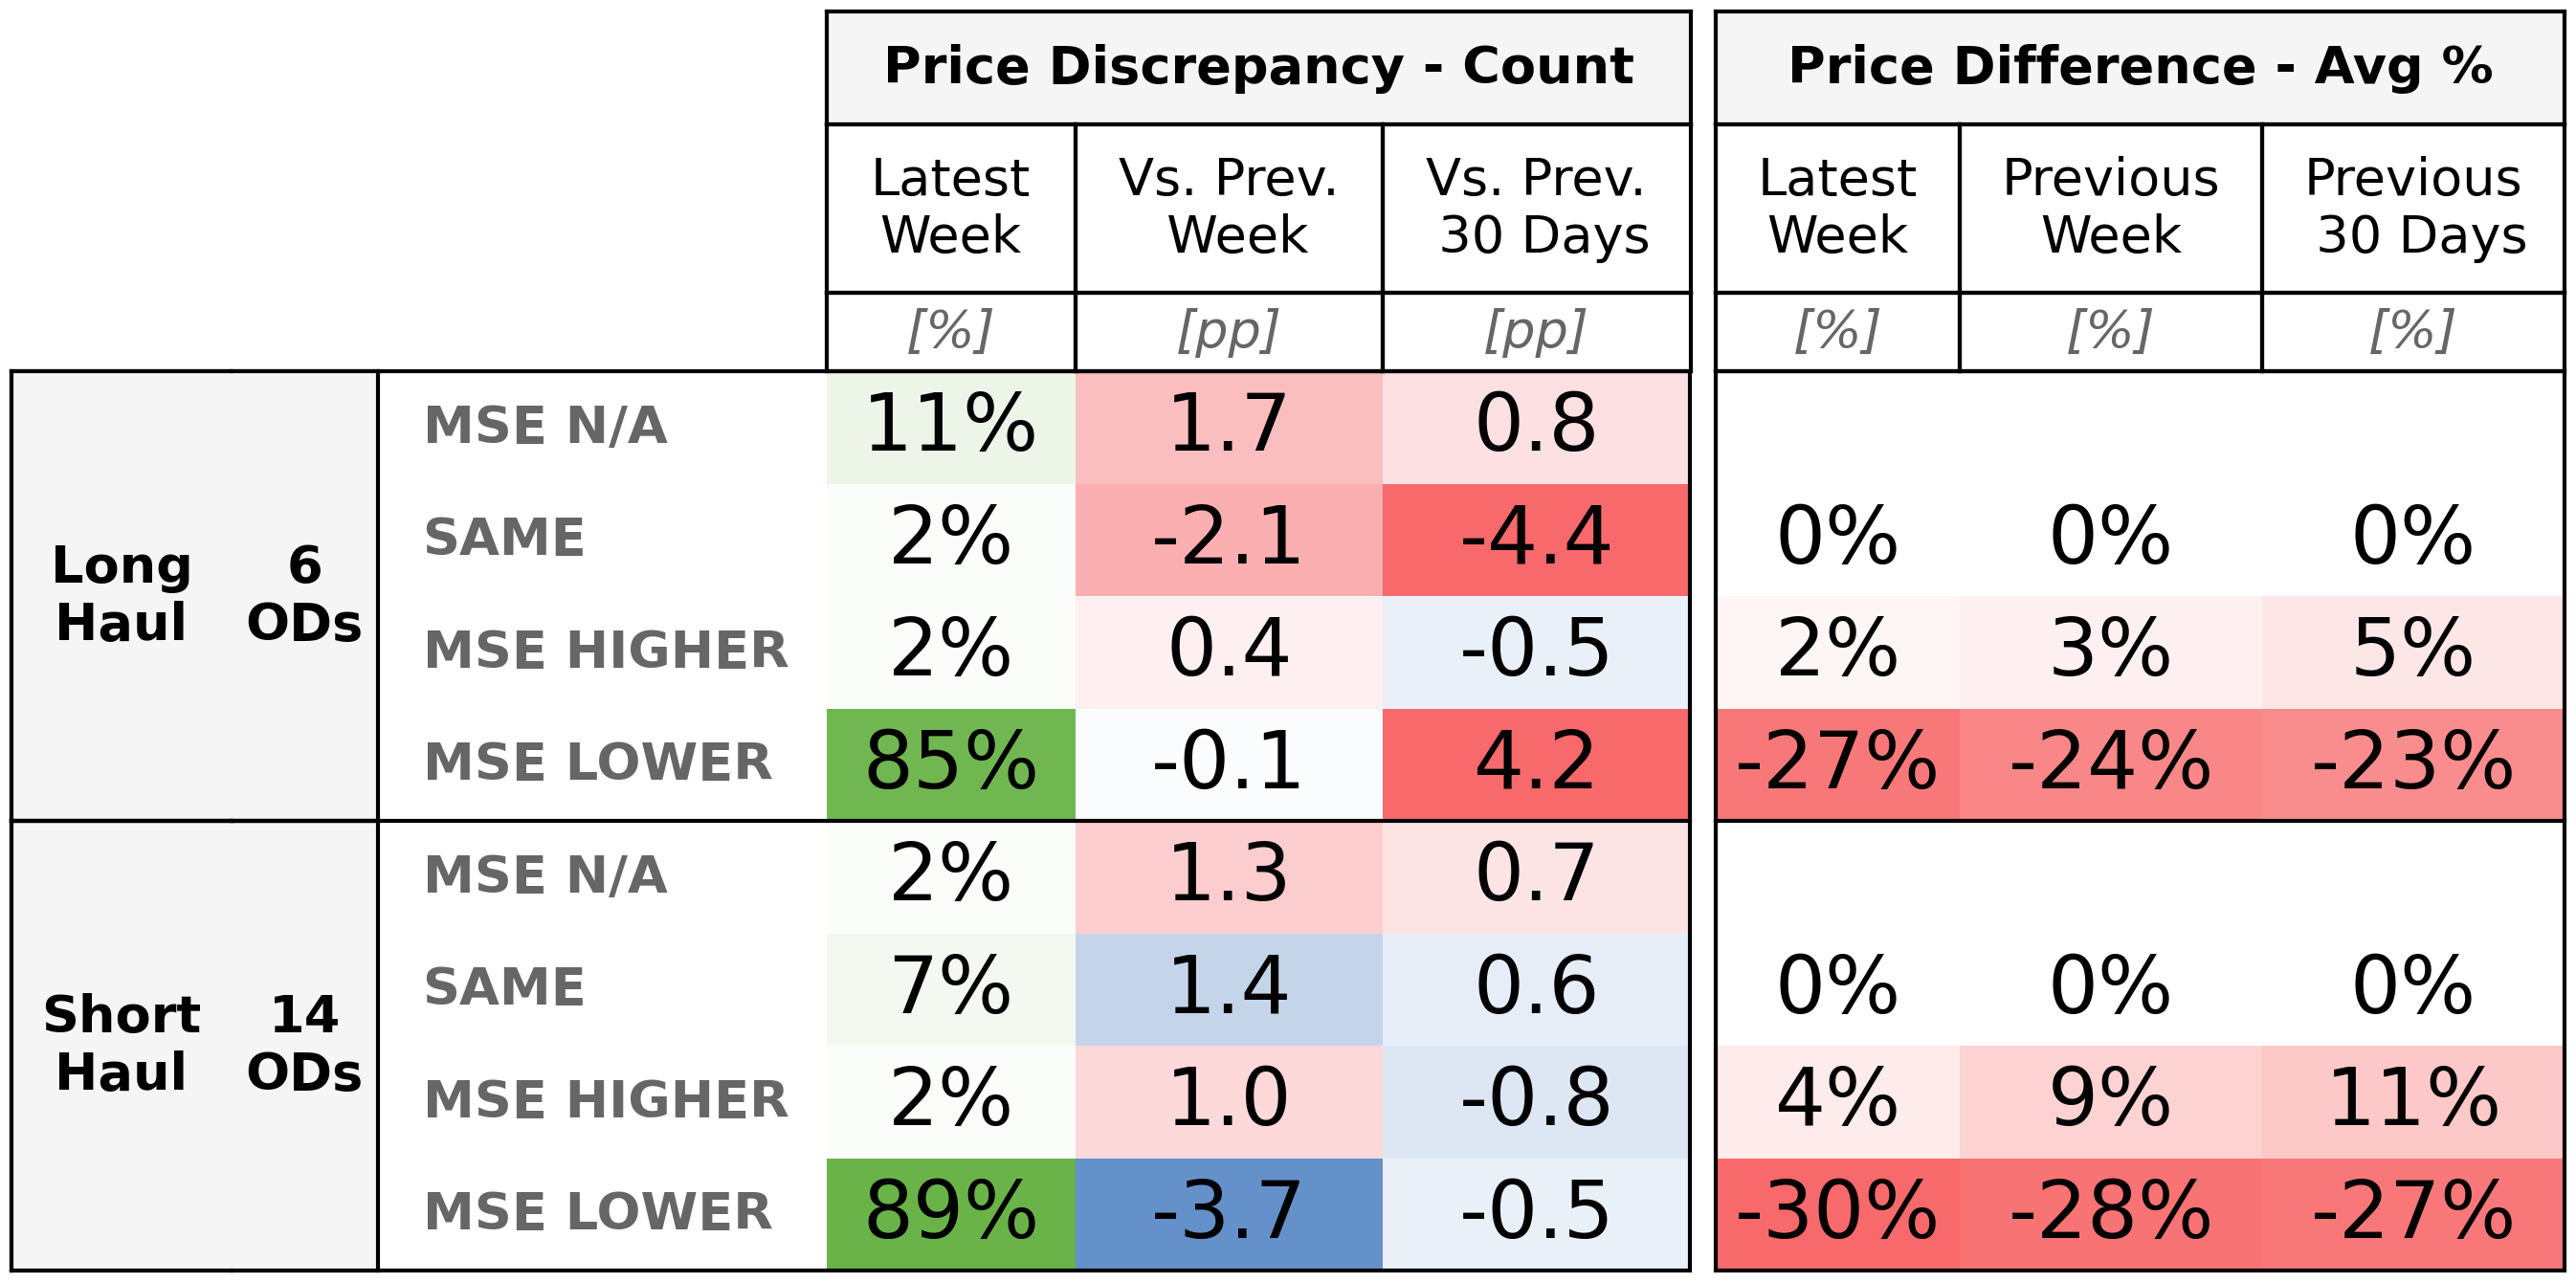 Price Discrepancy - Count Price Difference - Avg %
Latest Week Vs. Prev. Week Vs. Prev. 30 Days Latest Week Previous Week Previous 30 Days
[%] [pp] [pp] [%] [%] [%]
Long Haul 6 ODs
MSE N/A 11% 1.7 0.8
SAME 2% -2.1 -4.4 0% 0% 0%
MSE HIGHER 2% 0.4 -0.5 2% 3% 5%
MSE LOWER 85% -0.1 4.2 -27% -24% -23%
Short Haul 14 ODs
MSE N/A 2% 1.3 0.7
SAME 7% 1.4 0.6 0% 0% 0%
MSE HIGHER 2% 1.0 -0.8 4% 9% 11%
MSE LOWER 89% -3.7 -0.5 -30% -28% -27%